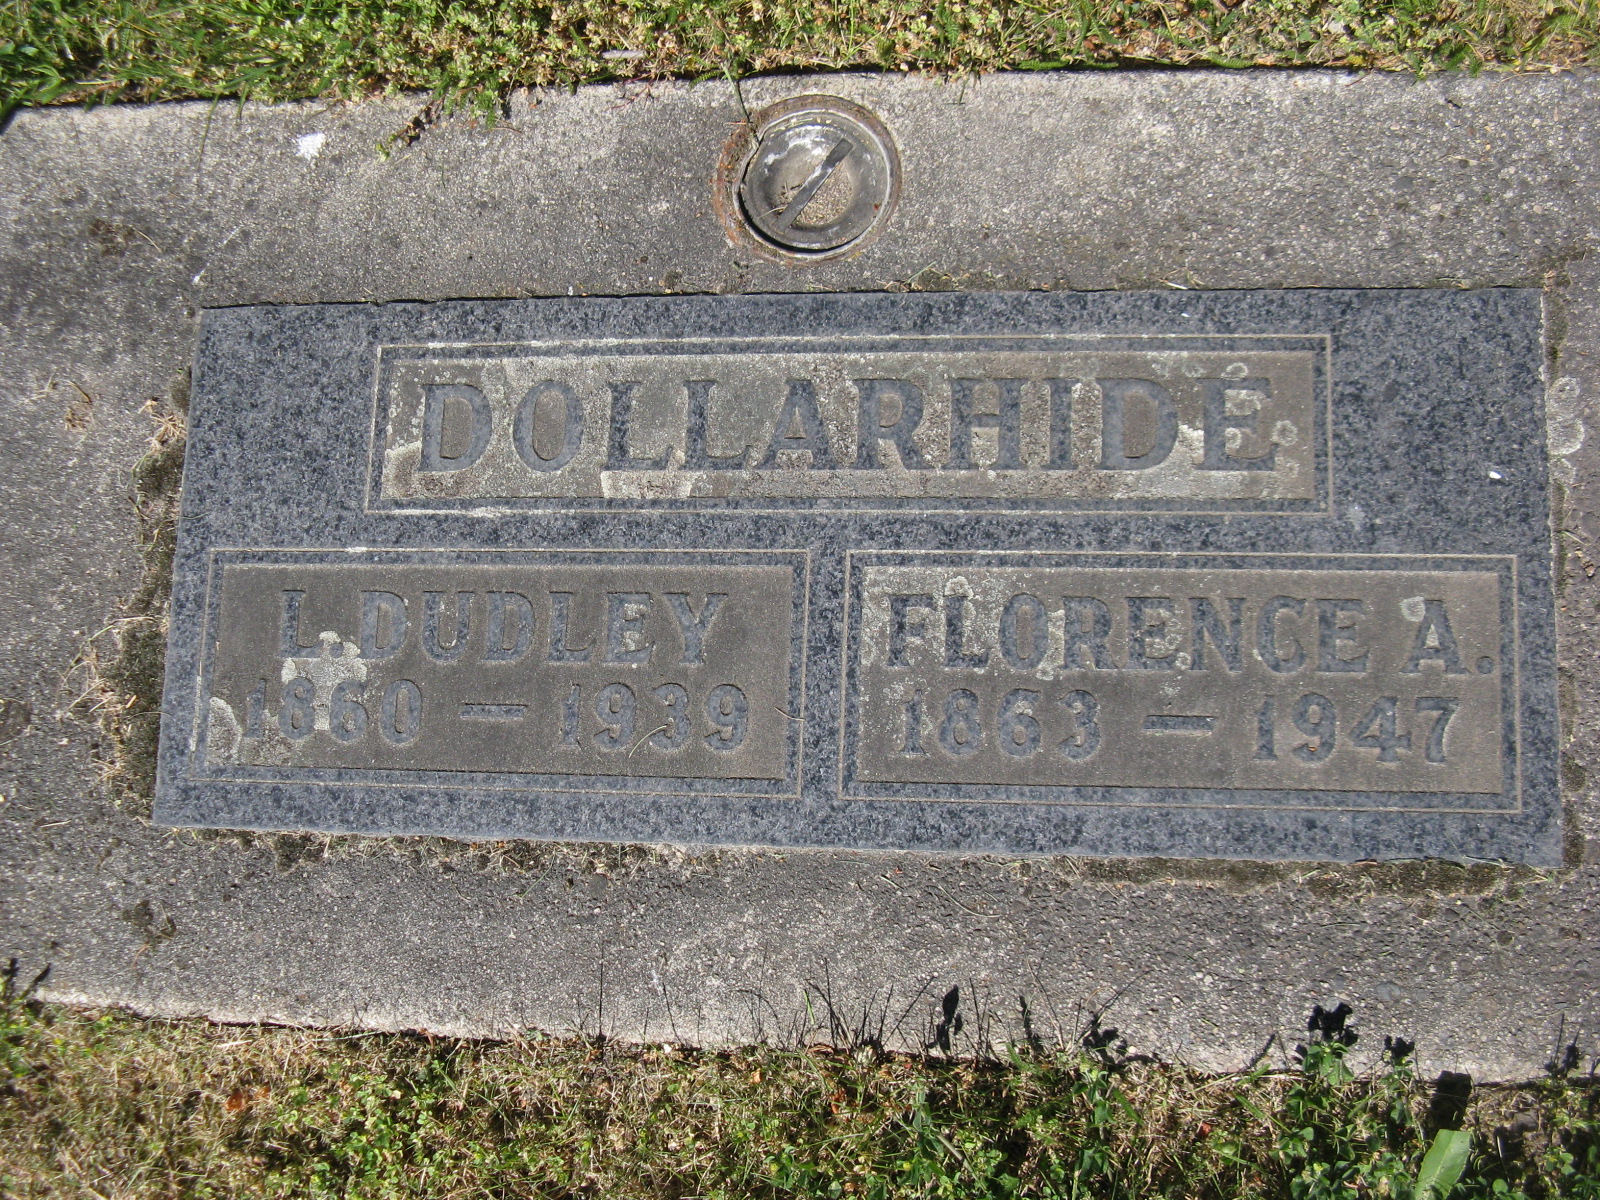 DOLLARHIDE
L. DUDLEY
1860 — 1939
FLORENCE A.
1863 — 1947